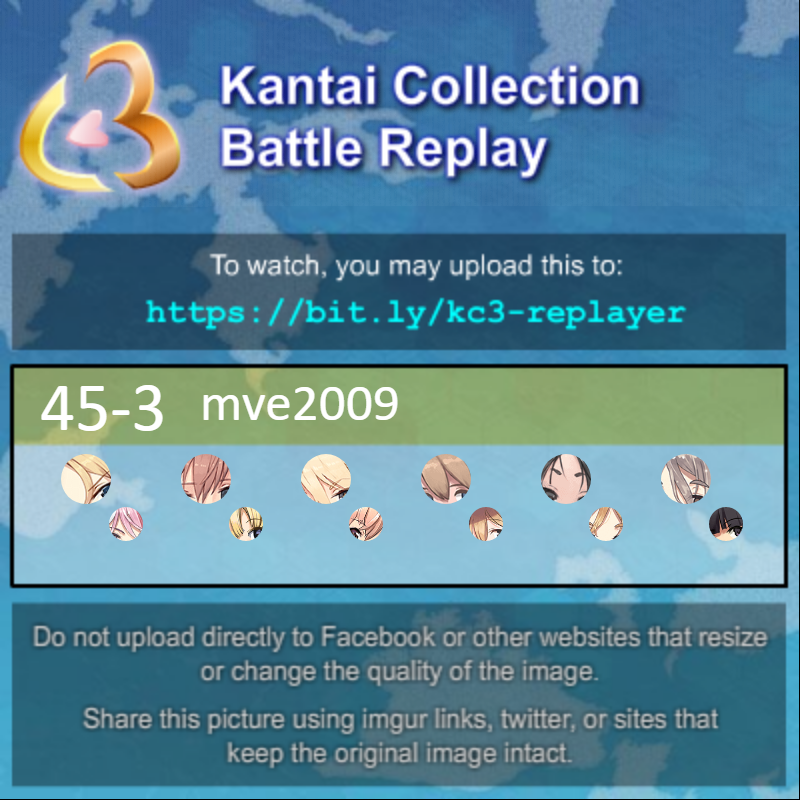 Kantai Collection
Battle Replay
To watch, you may upload this to:
https://bit.ly/kc3-replayer
45-3 mve2009
Do not upload directly to Facebook or other websites that resize
or change the quality of the image.
Share this picture using imgur links, twitter, or sites that
keep the original image intact.